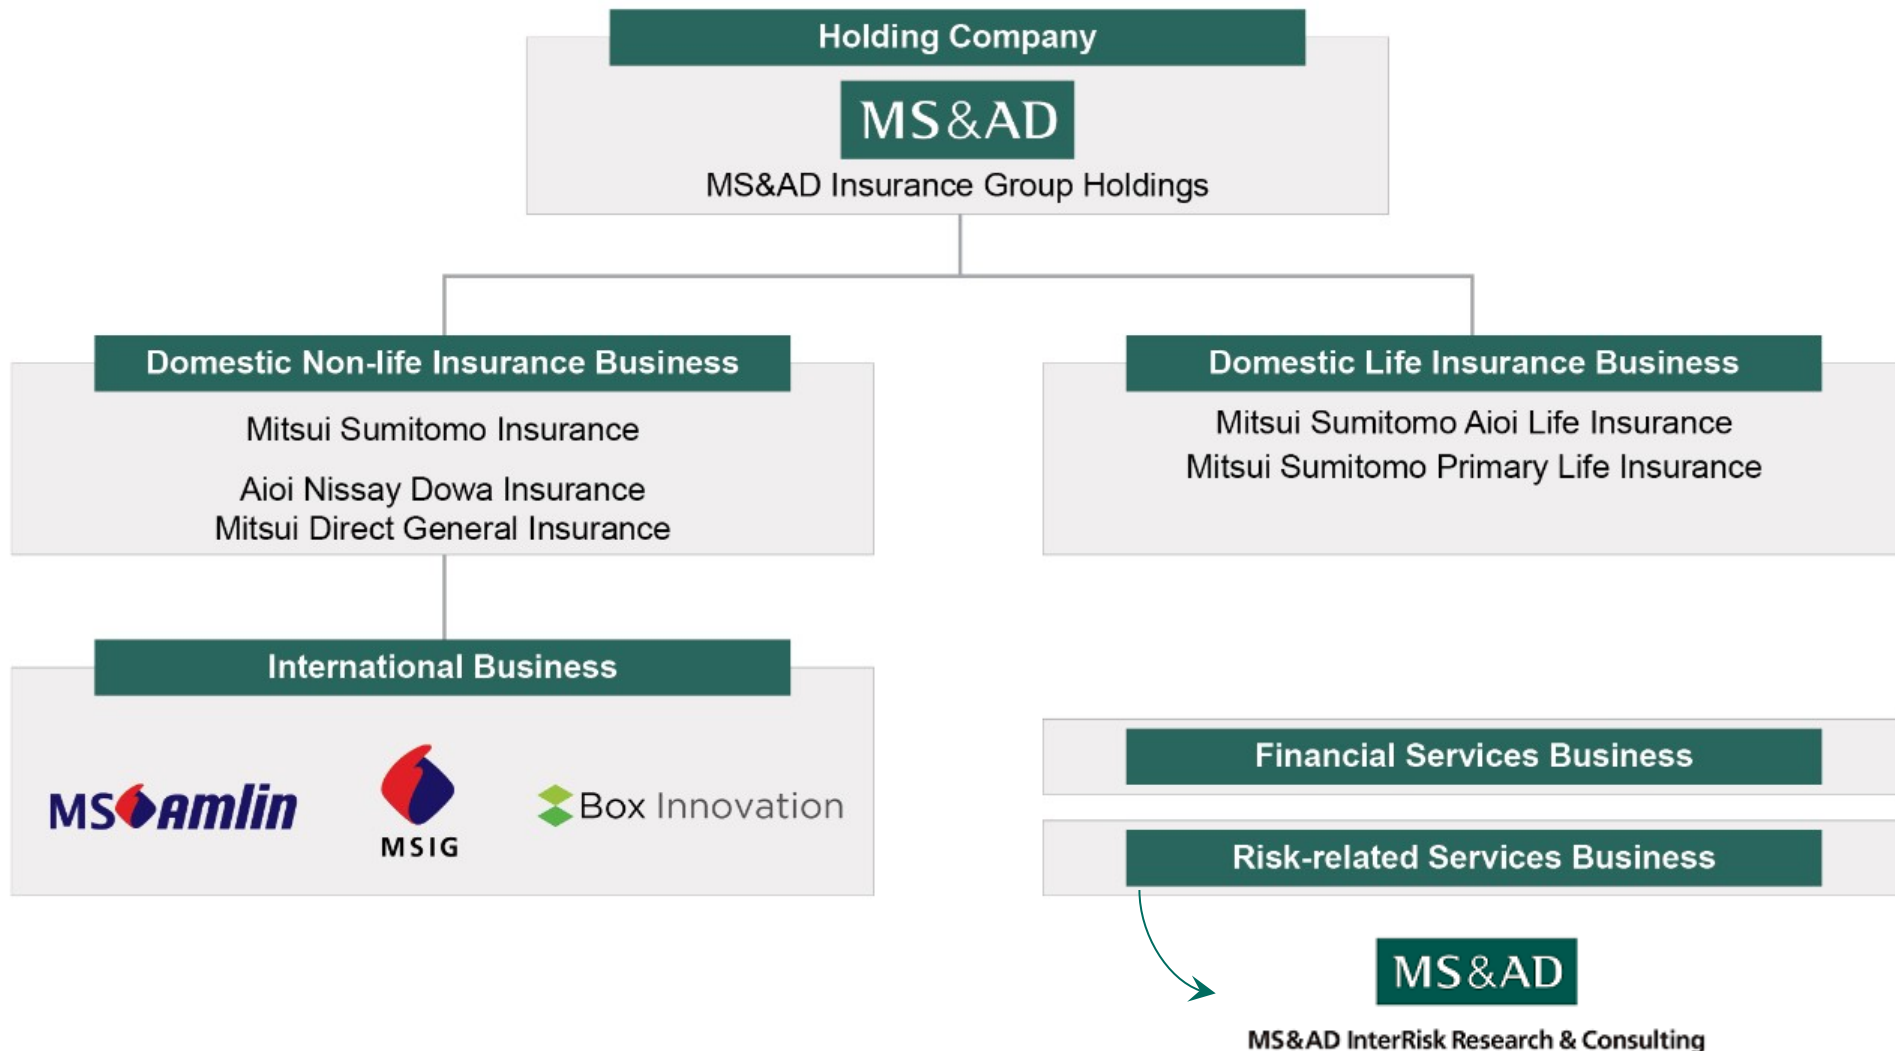 Holding Company
MS&AD
MS&AD Insurance Group Holdings
Domestic Non-life Insurance Business
Mitsui Sumitomo Insurance
Aioi Nissay Dowa Insurance
Mitsui Direct General Insurance
Domestic Life Insurance Business
Mitsui Sumitomo Aioi Life Insurance
Mitsui Sumitomo Primary Life Insurance
International Business
MS amlin
MSIG
Box Innovation
Financial Services Business
Risk-related Services Business
MS&AD
MS&AD InterRisk Research & Consulting